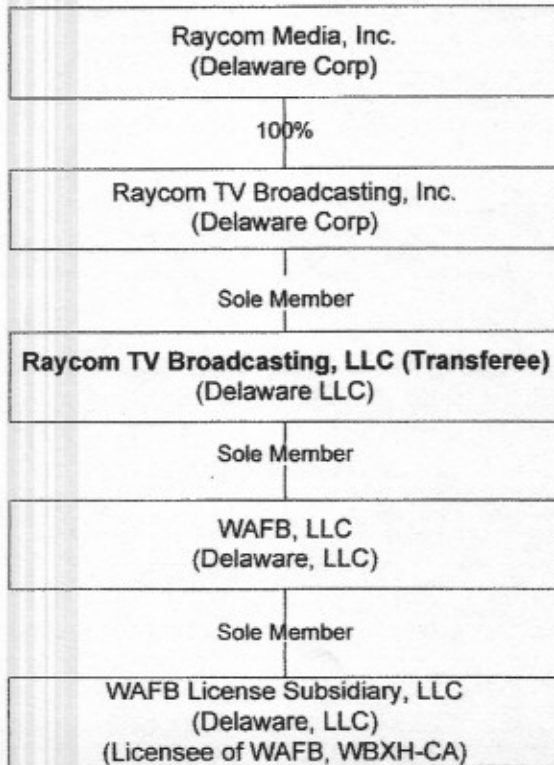 Raycom Media, Inc.
(Delaware Corp)
100%
Raycom TV Broadcasting, Inc.
(Delaware Corp)
Sole Member
Raycom TV Broadcasting, LLC (Transferee)
(Delaware LLC)
Sole Member
WAFB, LLC
(Delaware, LLC)
Sole Member
WAFB License Subsidiary, LLC
(Delaware, LLC)
(Licensee of WAFB, WBXH-CA)